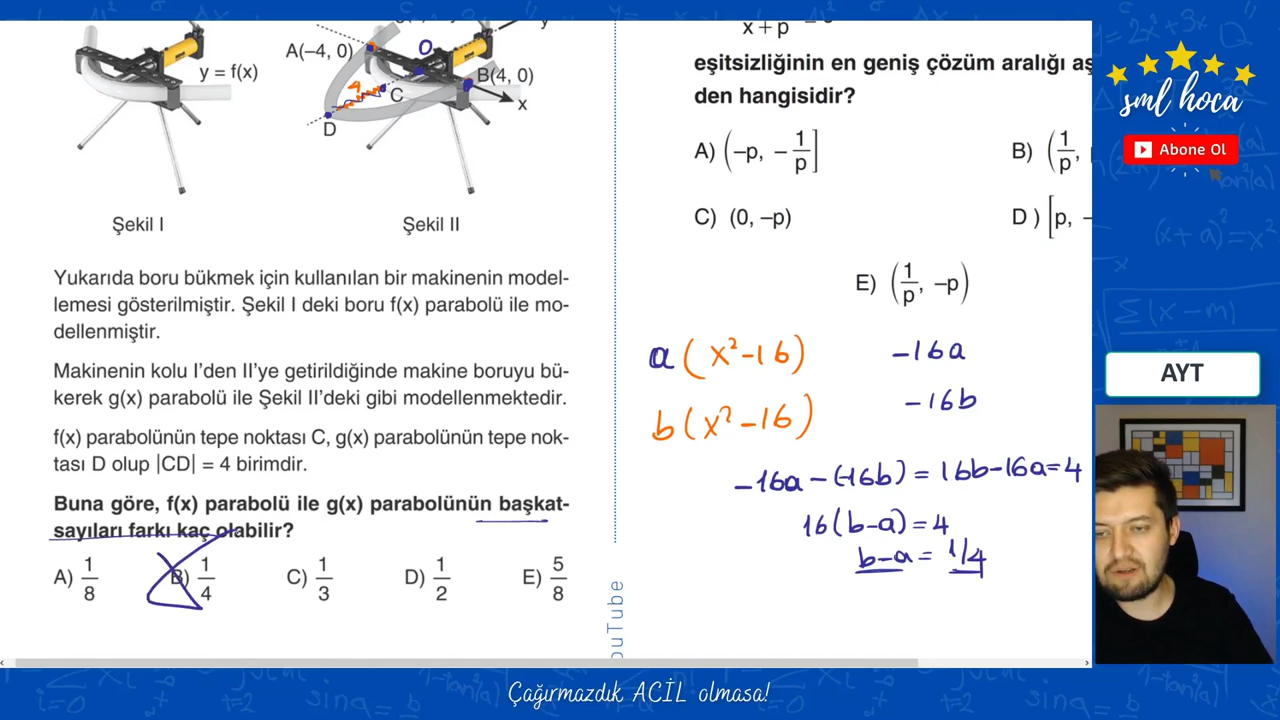 A(–4, 0)
O
y
y = f(x)
B(4, 0)
4
C
x
D
Şekil I
Şekil II
Yukarıda boru bükmek için kullanılan bir makinenin model-
lemesi gösterilmiştir. Şekil I deki boru f(x) parabolü ile mo-
dellenmiştir.
Makinenin kolu I’den II’ye getirildiğinde makine boruyu bü-
kerek g(x) parabolü ile Şekil II’deki gibi modellenmektedir.
f(x) parabolünün tepe noktası C, g(x) parabolünün tepe nok-
tası D olup |CD| = 4 birimdir.
Buna göre, f(x) parabolü ile g(x) parabolünün başkat-
sayıları farkı kaç olabilir?
A) 1/8 B) 1/4 C) 1/3 D) 1/2 E) 5/8
x + p
eşitsizliğinin en geniş çözüm aralığı aş
den hangisidir?
A) (–p, –1/p]
B) (1/p,
C) (0, –p)
D ) [p, –
E) (1/p, –p)
a(x²-16)
-16a
b(x²-16)
-16b
-16a-(-16b) = 16b-16a=4
16(b-a)=4
b-a = 1/4
uTube
sml hoca
Abone Ol
AYT
Çağırmazdık ACİL olmasa!